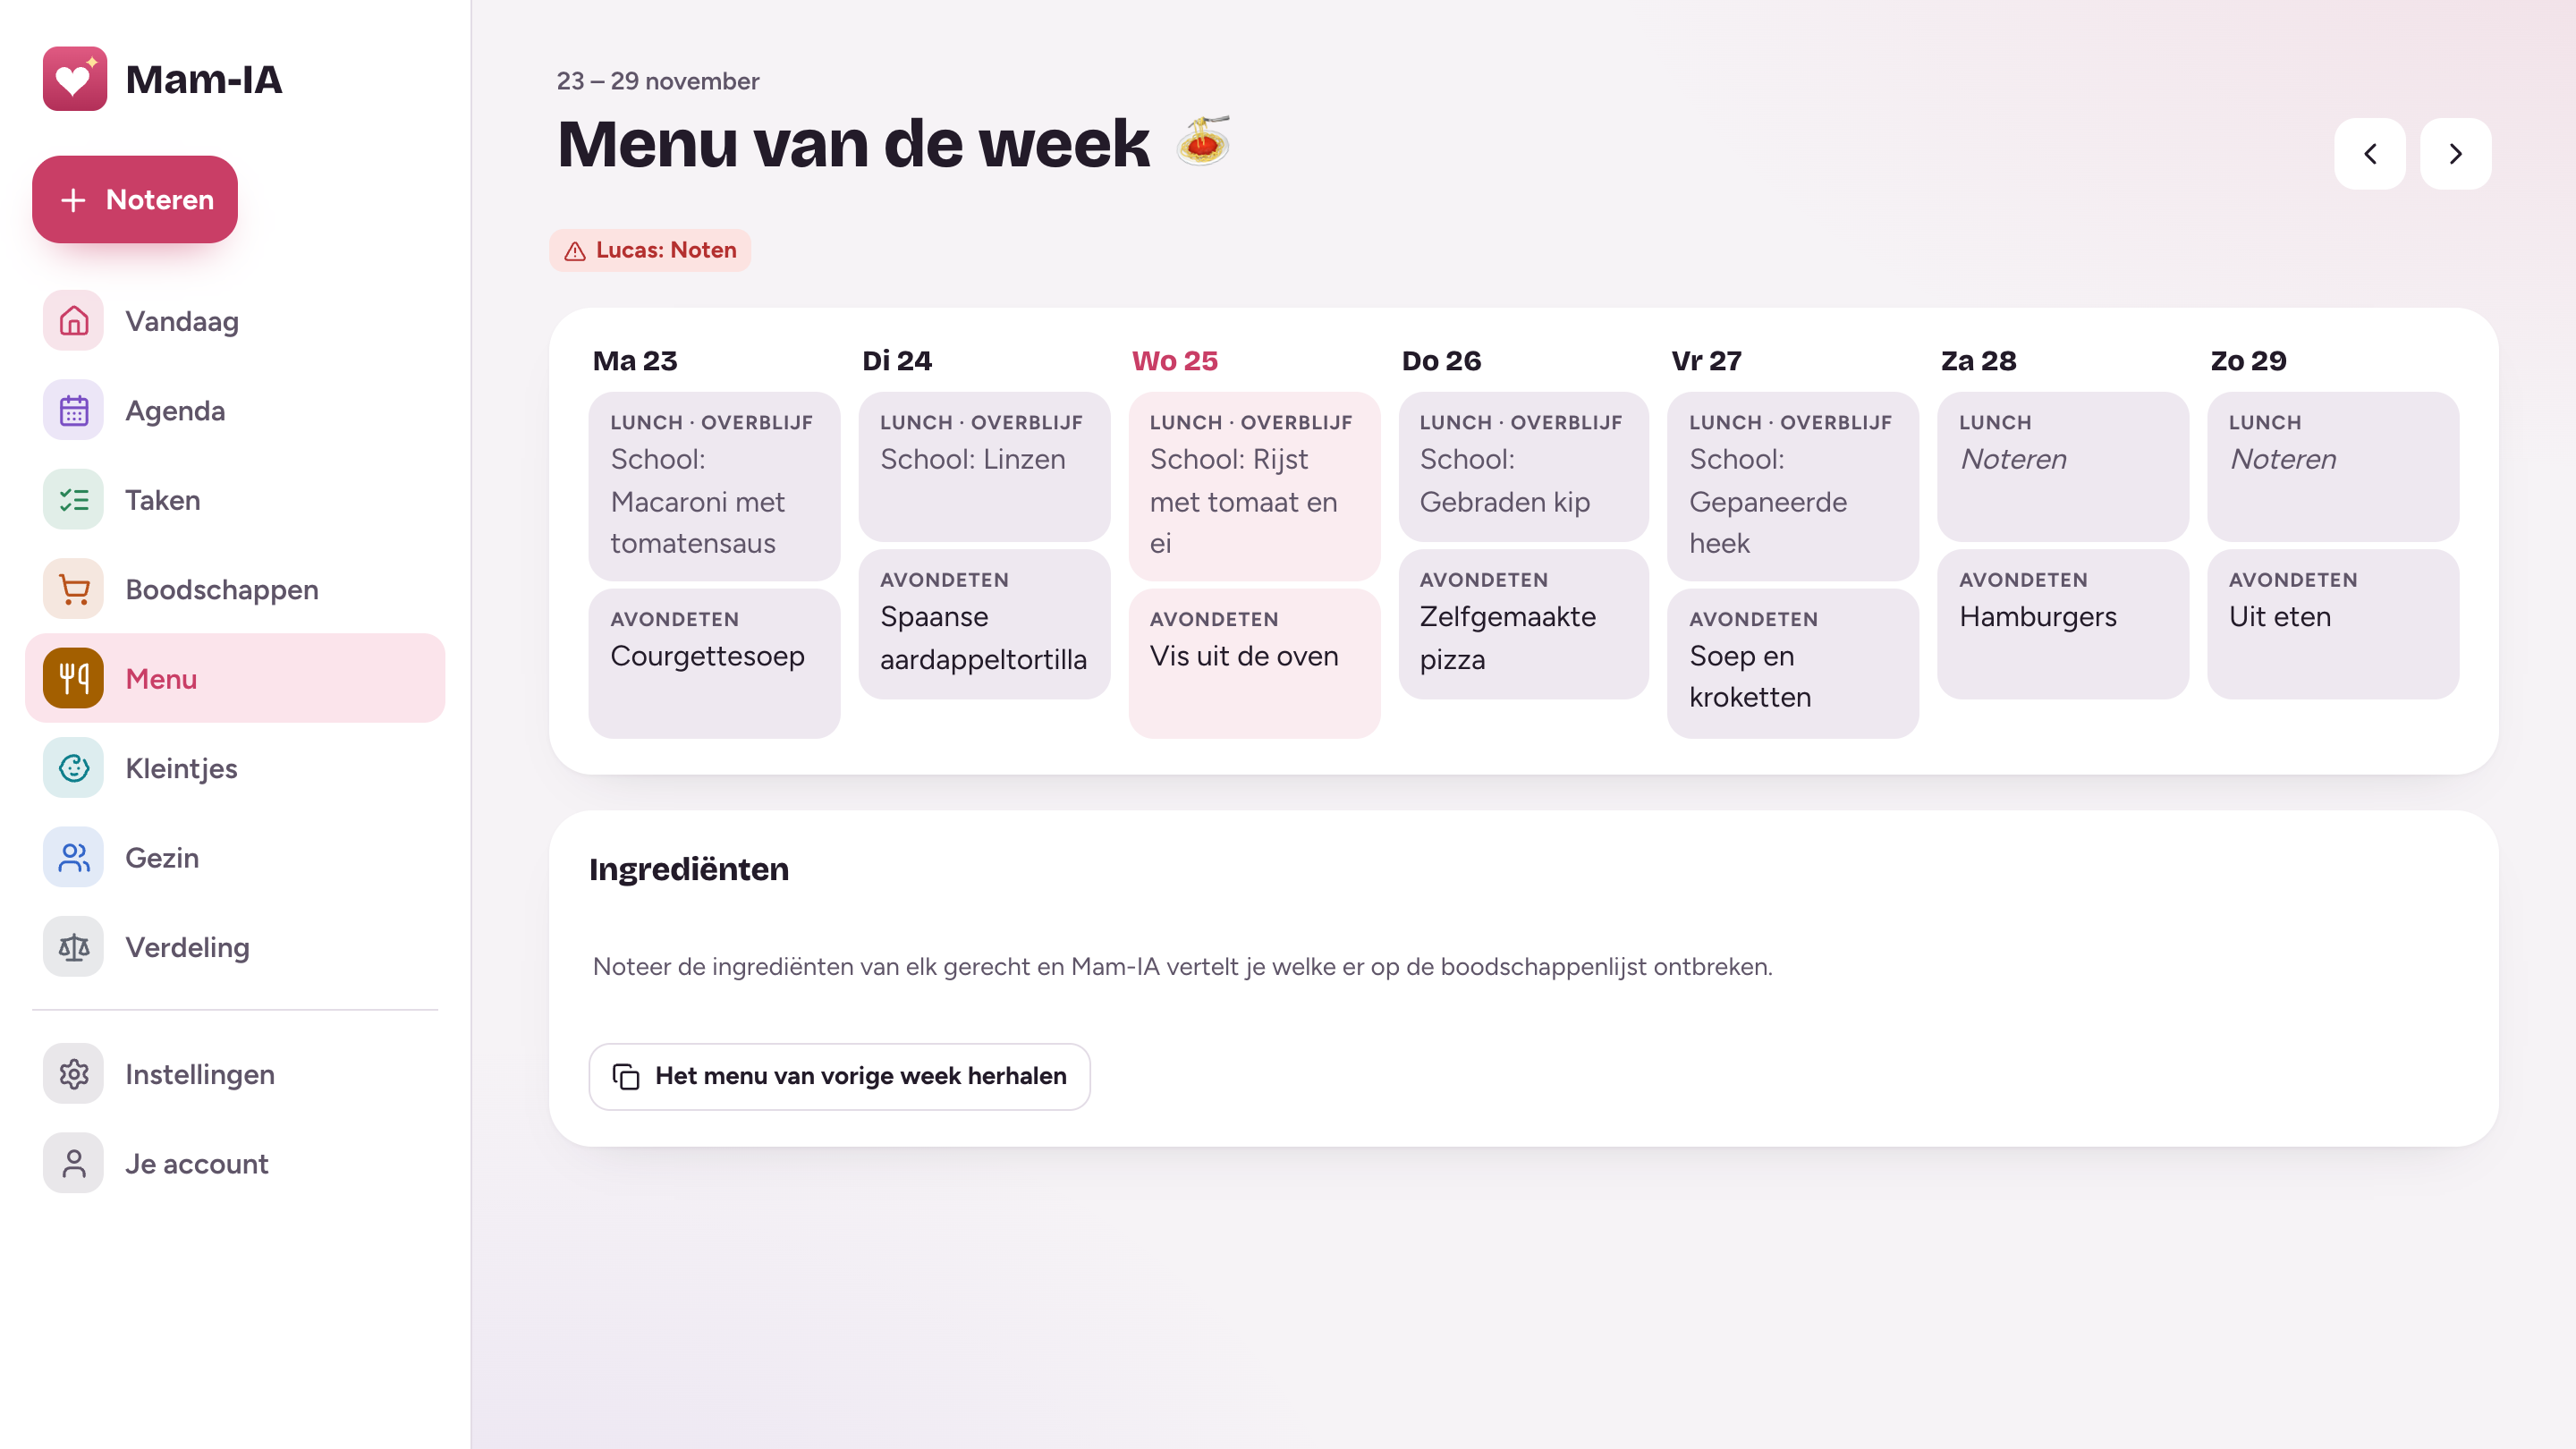 Mam-IA
Noteren
Vandaag
Agenda
Taken
Boodschappen
Menu
Kleintjes
Gezin
Verdeling
Instellingen
Je account
23 – 29 november
Menu van de week
Lucas: Noten
Ma 23
LUNCH · OVERBLIJF
School:
Macaroni met
tomatensaus
AVONDETEN
Courgettesoep
Di 24
LUNCH · OVERBLIJF
School: Linzen
AVONDETEN
Spaanse
aardappeltortilla
Wo 25
LUNCH · OVERBLIJF
School: Rijst
met tomaat en
ei
AVONDETEN
Vis uit de oven
Do 26
LUNCH · OVERBLIJF
School:
Gebraden kip
AVONDETEN
Zelfgemaakte
pizza
Vr 27
LUNCH · OVERBLIJF
School:
Gepaneerde
heek
AVONDETEN
Soep en
kroketten
Za 28
LUNCH
Noteren
AVONDETEN
Hamburgers
Zo 29
LUNCH
Noteren
AVONDETEN
Uit eten
Ingrediënten
Noteer de ingrediënten van elk gerecht en Mam-IA vertelt je welke er op de boodschappenlijst ontbreken.
Het menu van vorige week herhalen